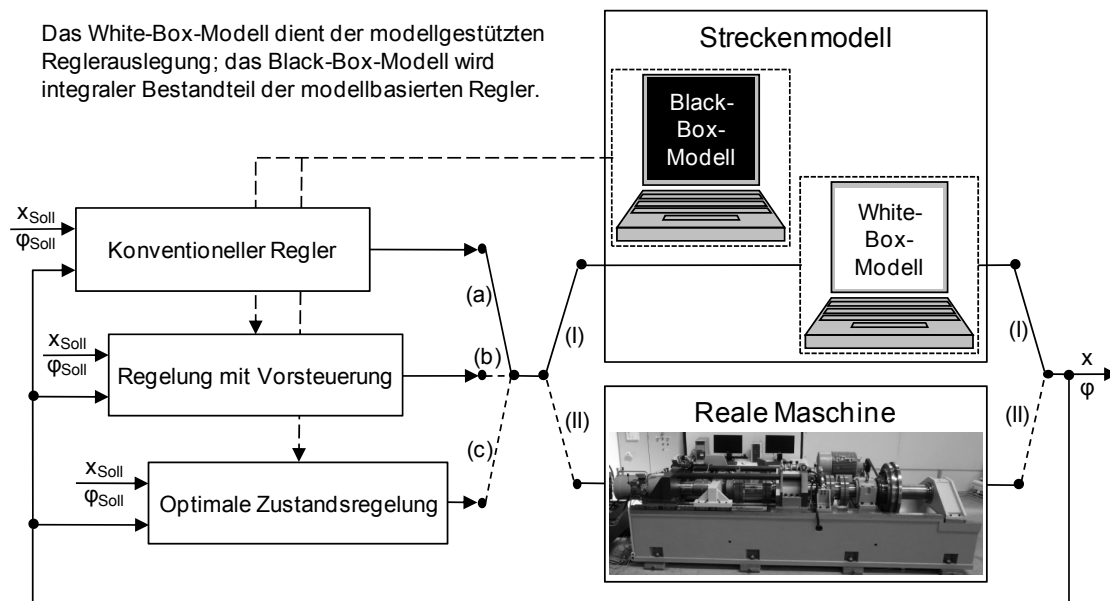 Das White-Box-Modell dient der modellgestützten
Reglerauslegung; das Black-Box-Modell wird
integraler Bestandteil der modellbasierten Regler.
Streckenmodell
Black-
Box-
Modell
White-
Box-
Modell
xSoll
φSoll
Konventioneller Regler
(a)
(I)
(I)
xSoll
φSoll
Regelung mit Vorsteuerung
(b)
x
φ
(II)
Reale Maschine
(II)
(c)
xSoll
φSoll
Optimale Zustandsregelung